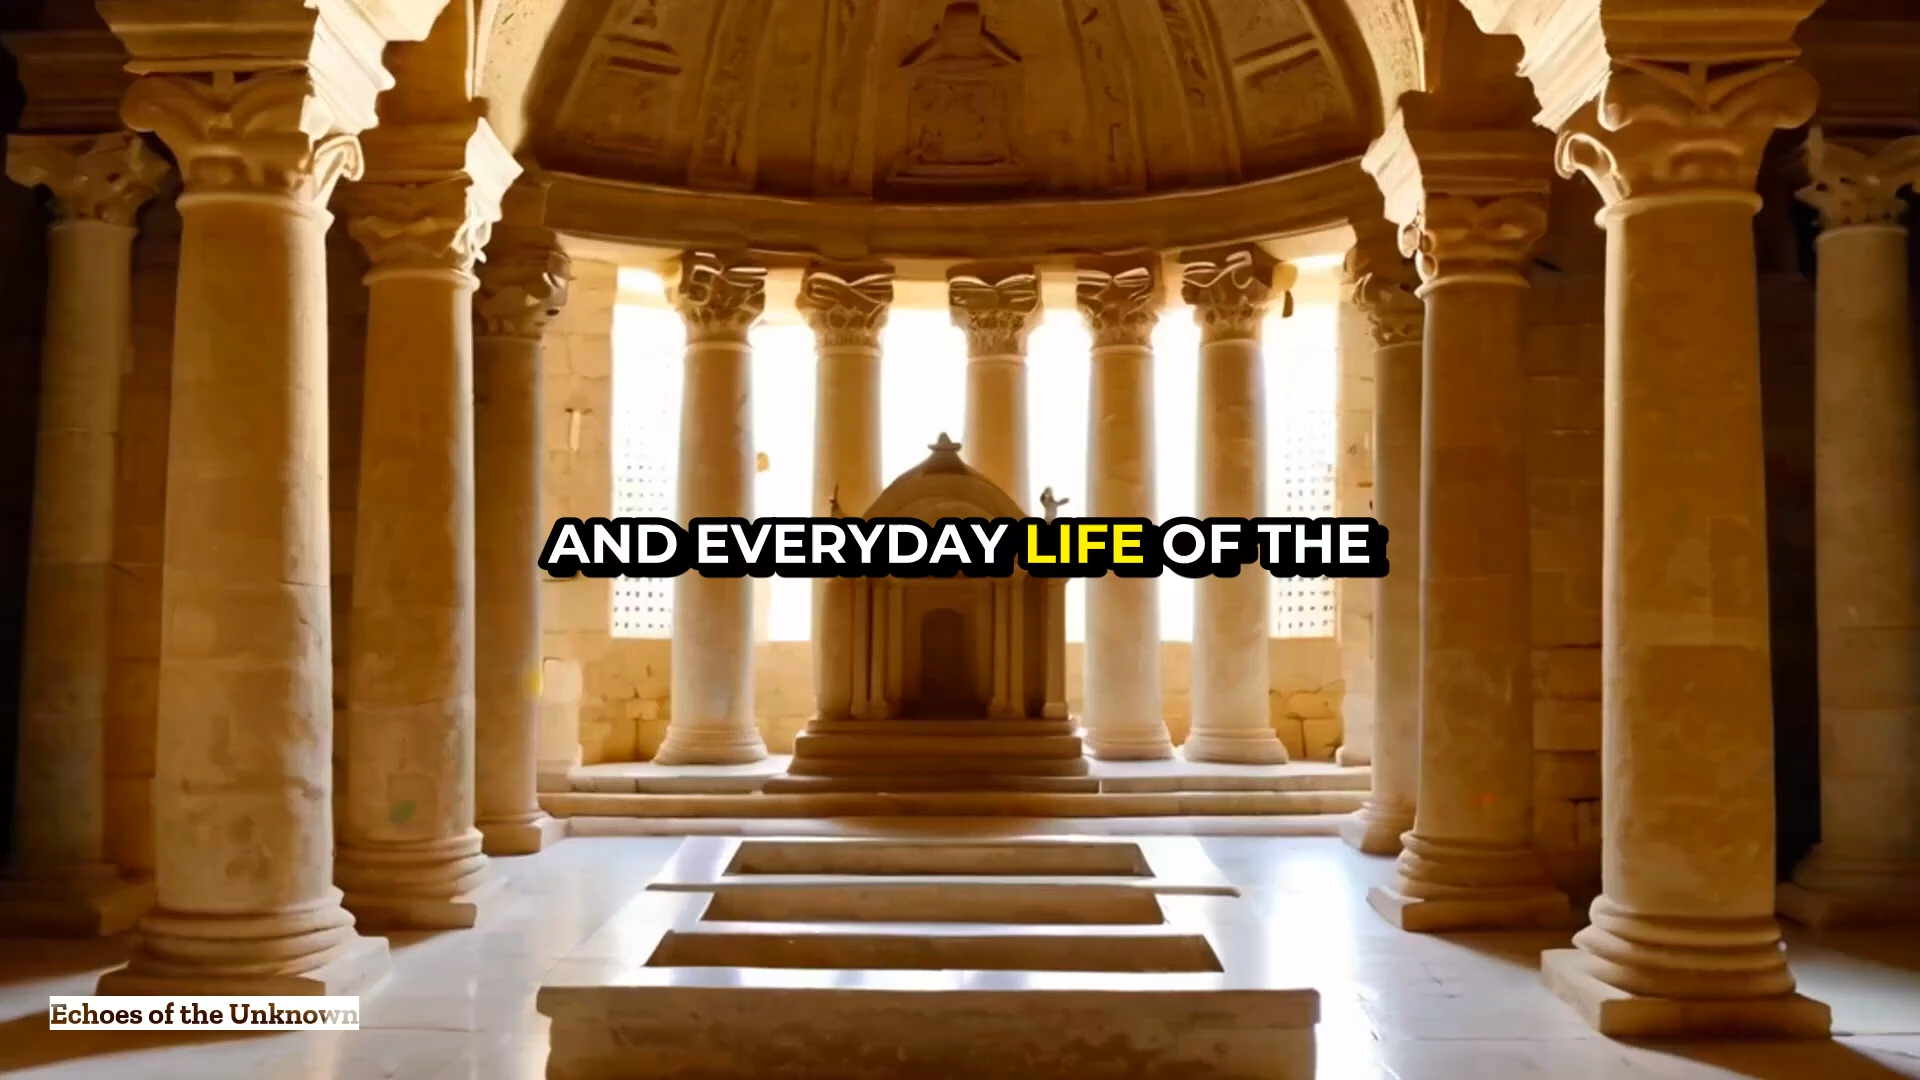 AND EVERYDAY LIFE OF THE
Echoes of the Unknown